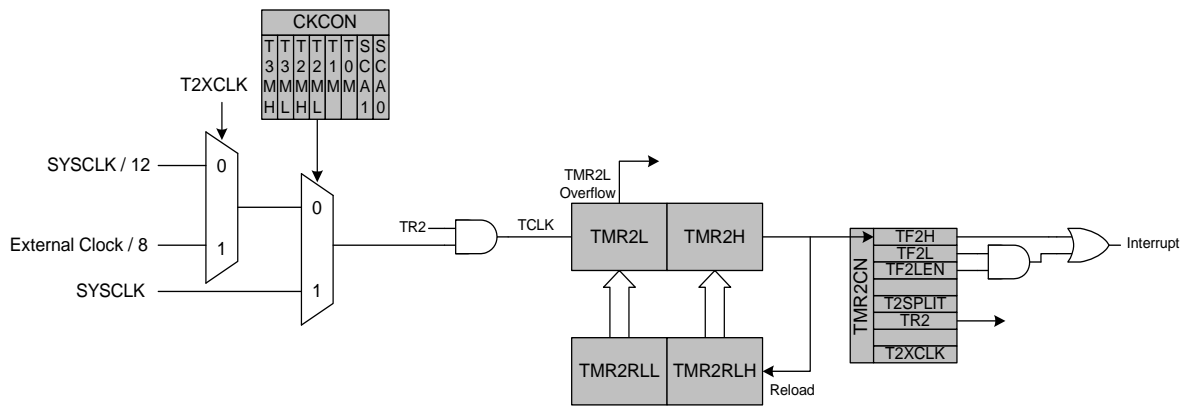 CKCON
T3MH
T3ML
T2MH
T2ML
T1M
T0M
SCA1
SCA0
T2XCLK
SYSCLK / 12
0
External Clock / 8
1
SYSCLK
0
1
TR2
TCLK
TMR2L
Overflow
TMR2L
TMR2H
TMR2RLL
TMR2RLH
Reload
TMR2CN
TF2H
TF2L
TF2LEN
T2SPLIT
TR2
T2XCLK
Interrupt